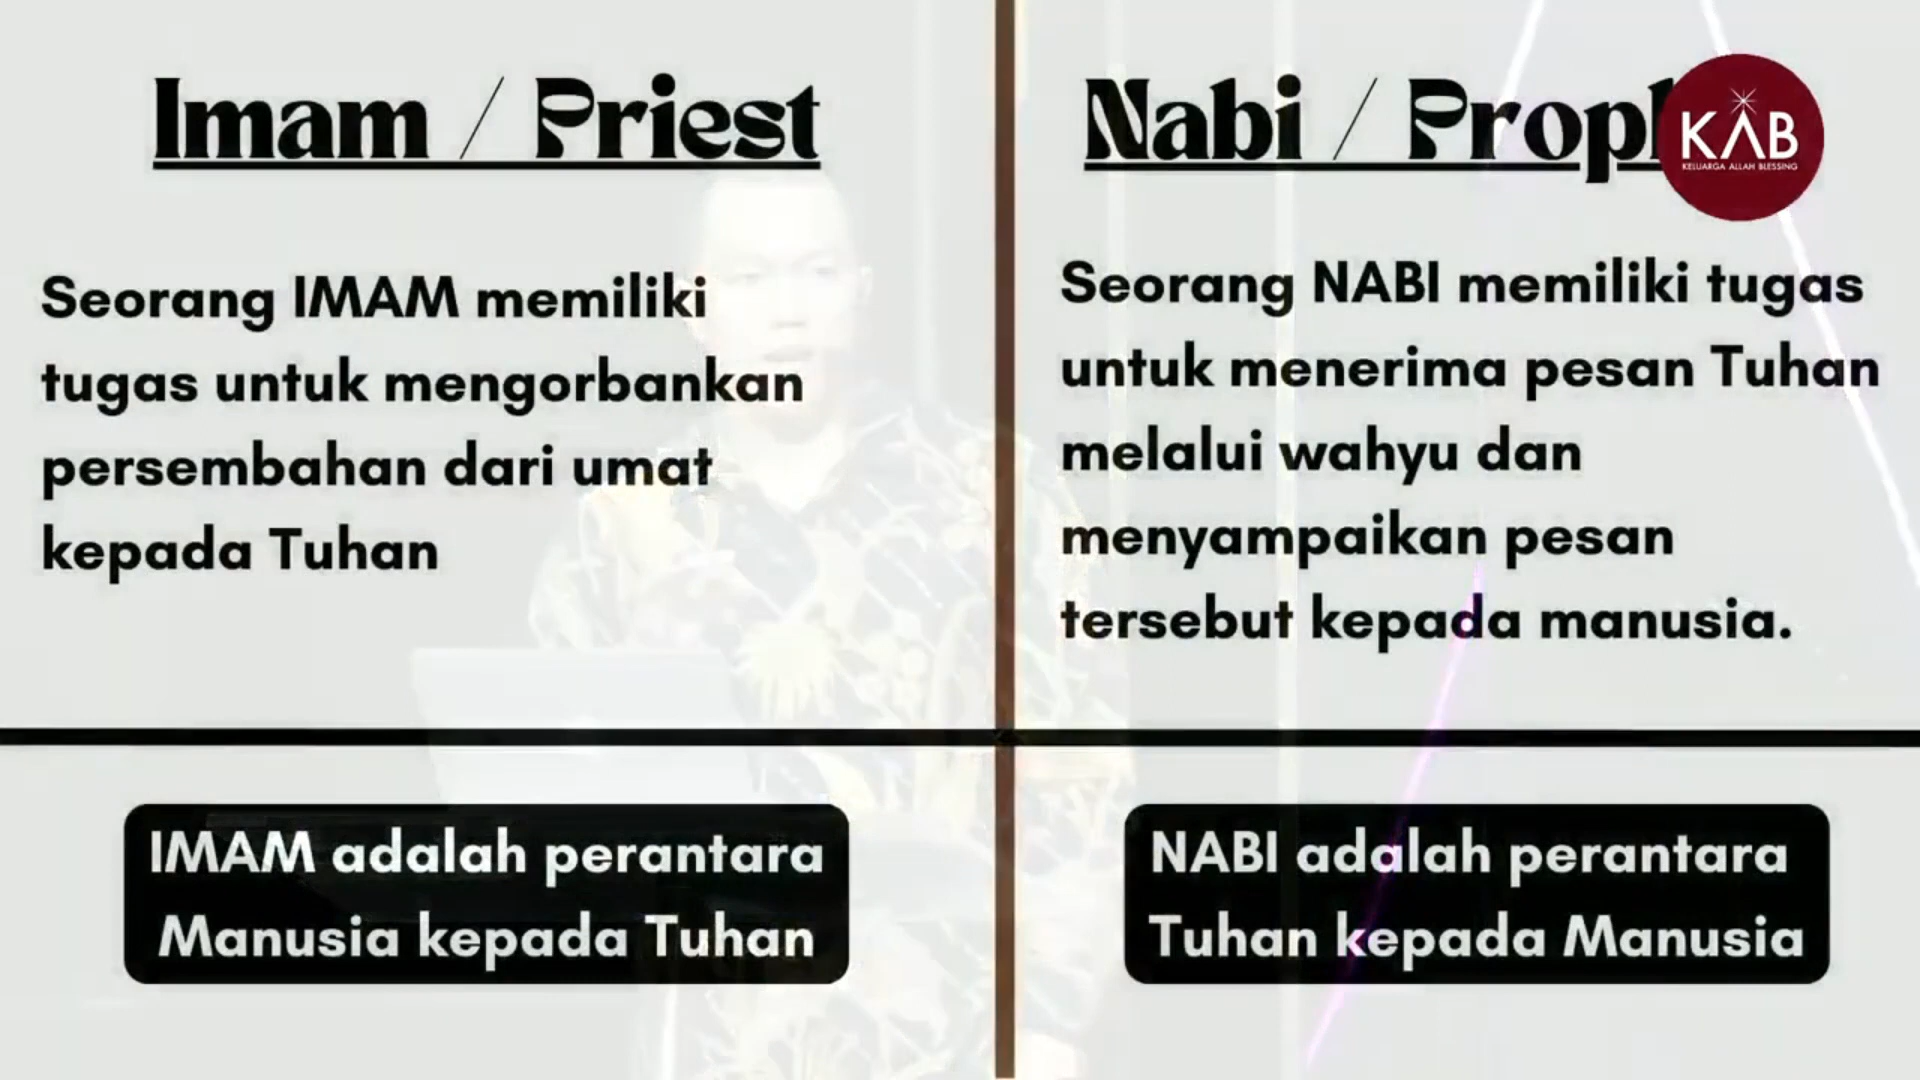 Imam / Priest
Seorang IMAM memiliki
tugas untuk mengorbankan
persembahan dari umat
kepada Tuhan
IMAM adalah perantara
Manusia kepada Tuhan
Nabi / Proph
KAB
KELUARGA ALLAH BLESSING
Seorang NABI memiliki tugas
untuk menerima pesan Tuhan
melalui wahyu dan
menyampaikan pesan
tersebut kepada manusia.
NABI adalah perantara
Tuhan kepada Manusia